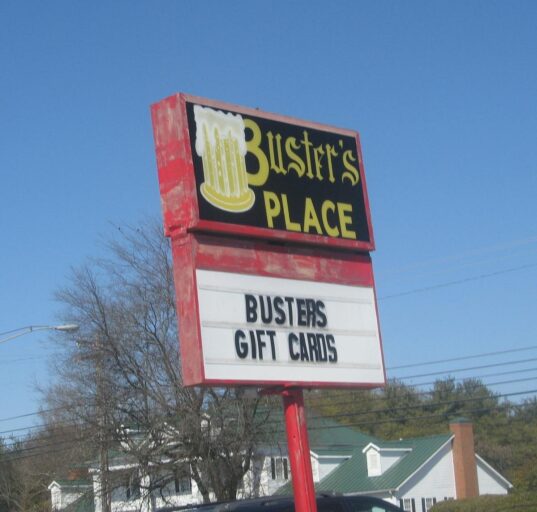 Buster's
PLACE
BUSTERS
GIFT CARDS